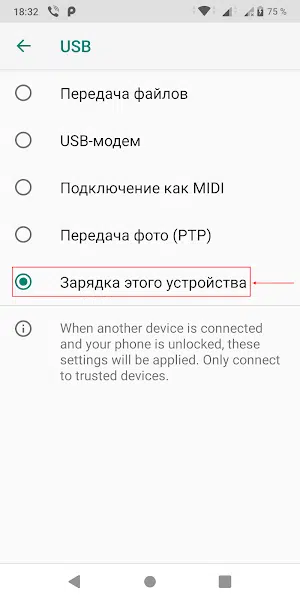 18:32
75 %
USB
Передача файлов
USB-модем
Подключение как MIDI
Передача фото (PTP)
Зарядка этого устройства
When another device is connected
and your phone is unlocked, these
settings will be applied. Only connect
to trusted devices.